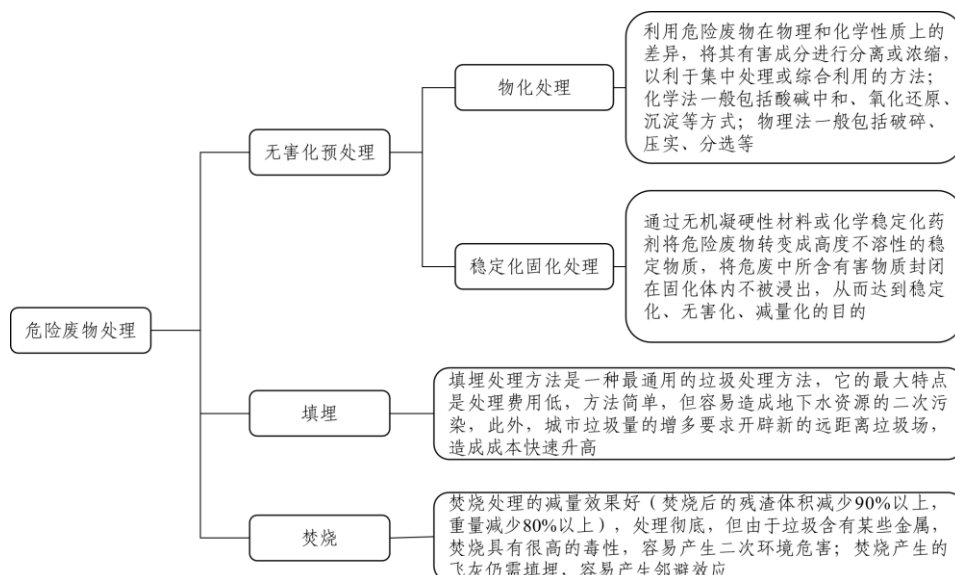 危险废物处理
无害化预处理
物化处理
利用危险废物在物理和化学性质上的
差异，将其有害成分进行分离或浓缩，
以利于集中处理或综合利用的方法；
化学法一般包括酸碱中和、氧化还原、
沉淀等方式；物理法一般包括破碎、
压实、分选等
稳定化固化处理
通过无机凝硬性材料或化学稳定化药
剂将危险废物转变成高度不溶性的稳
定物质，将危废中所含有害物质封闭
在固化体内不被浸出，从而达到稳定
化、无害化、减量化的目的
填埋
填埋处理方法是一种最通用的垃圾处理方法，它的最大特点
是处理费用低，方法简单，但容易造成地下水资源的二次污
染，此外，城市垃圾量的增多要求开辟新的远距离垃圾场，
造成成本快速升高
焚烧
焚烧处理的减量效果好（焚烧后的残渣体积减少90%以上，
重量减少80%以上），处理彻底，但由于垃圾含有某些金属，
焚烧具有很高的毒性，容易产生二次环境危害；焚烧产生的
飞灰仍需填埋，容易产生邻避效应